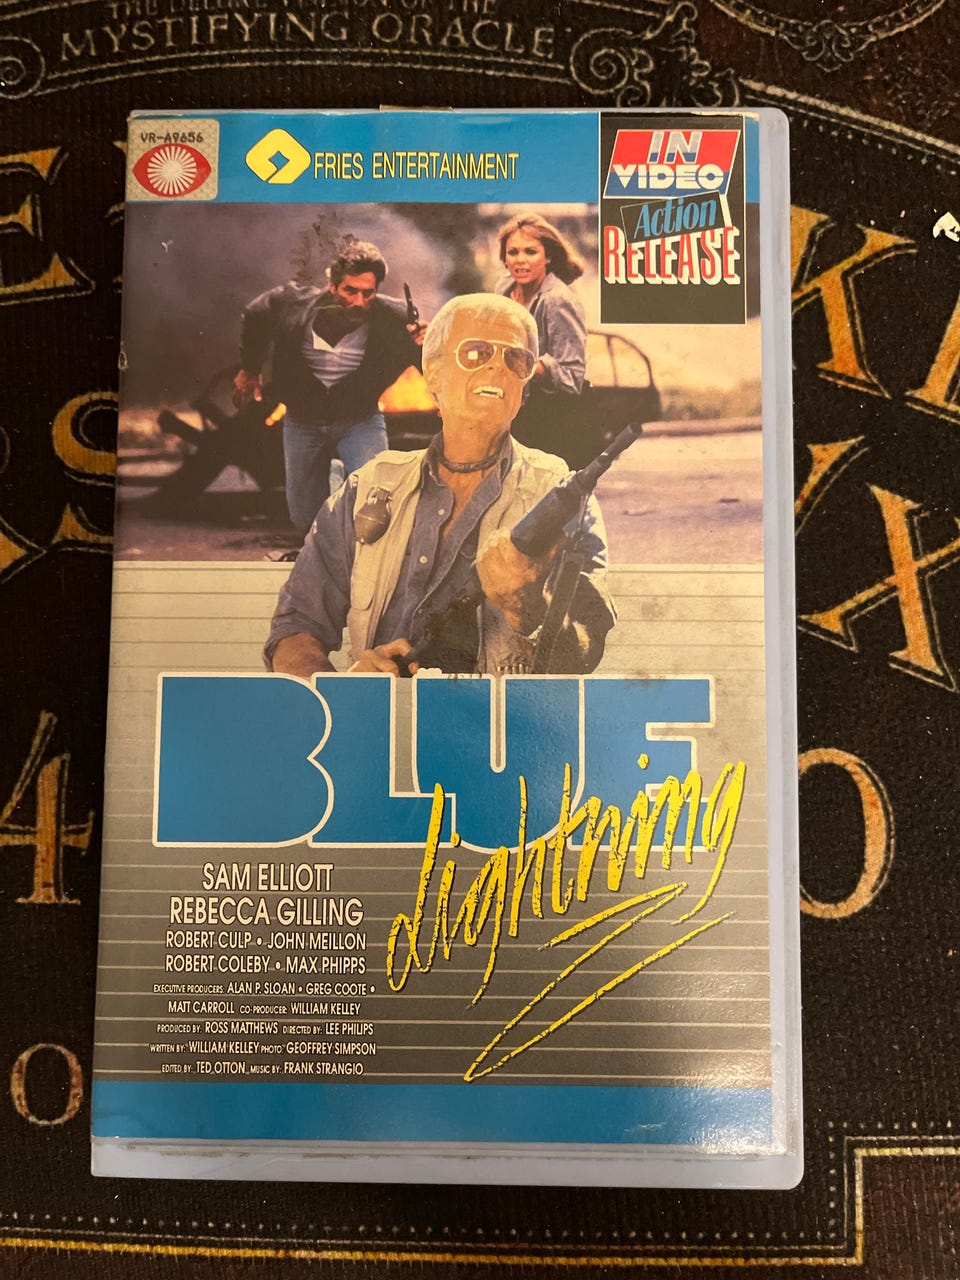 THE DELUXE VERSION OF THE
MYSTIFYING ORACLE
VR-A9656
FRIES ENTERTAINMENT
IN
VIDEO
Action
RELEASE
BLUE
Lightning
SAM ELLIOTT
REBECCA GILLING
ROBERT CULP • JOHN MEILLON
ROBERT COLEBY • MAX PHIPPS
EXECUTIVE PRODUCERS: ALAN P. SLOAN • GREG COOTE •
MATT CARROLL CO-PRODUCER: WILLIAM KELLEY
PRODUCED BY: ROSS MATTHEWS DIRECTED BY: LEE PHILIPS
WRITTEN BY: WILLIAM KELLEY PHOTO: GEOFFREY SIMPSON
EDITED BY: TED OTTON MUSIC BY: FRANK STRANGIO
K
X
4
0